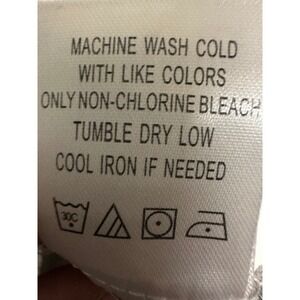 MACHINE WASH COLD
WITH LIKE COLORS
ONLY NON-CHLORINE BLEACH
TUMBLE DRY LOW
COOL IRON IF NEEDED
30C